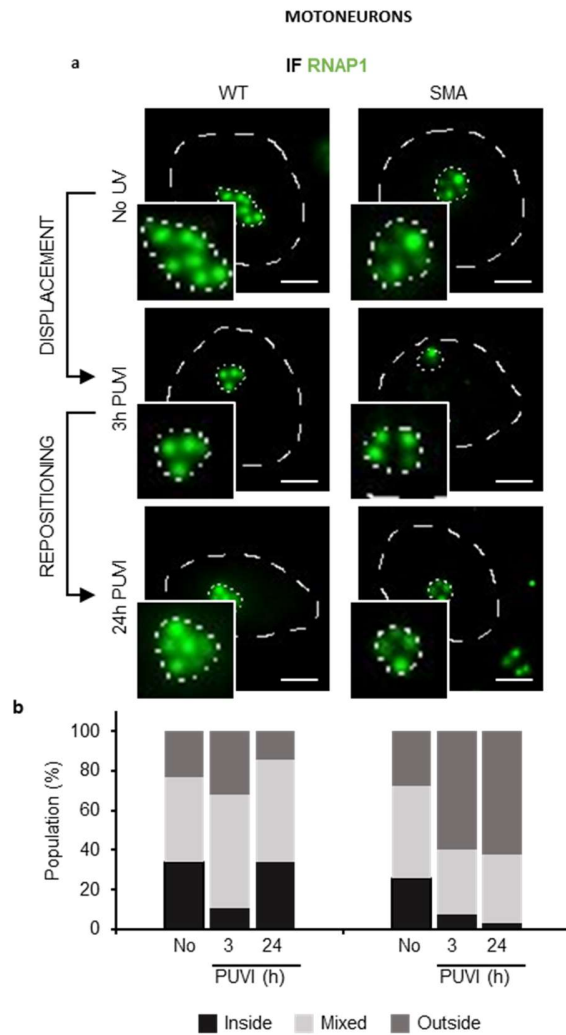 MOTONEURONS
a
IF RNAP1
WT SMA
No UV
DISPLACEMENT
3h PUVI
REPOSITIONING
24h PUVI
b
Population (%)
100
80
60
40
20
0
No 3 24 No 3 24
PUVI (h) PUVI (h)
Inside Mixed Outside